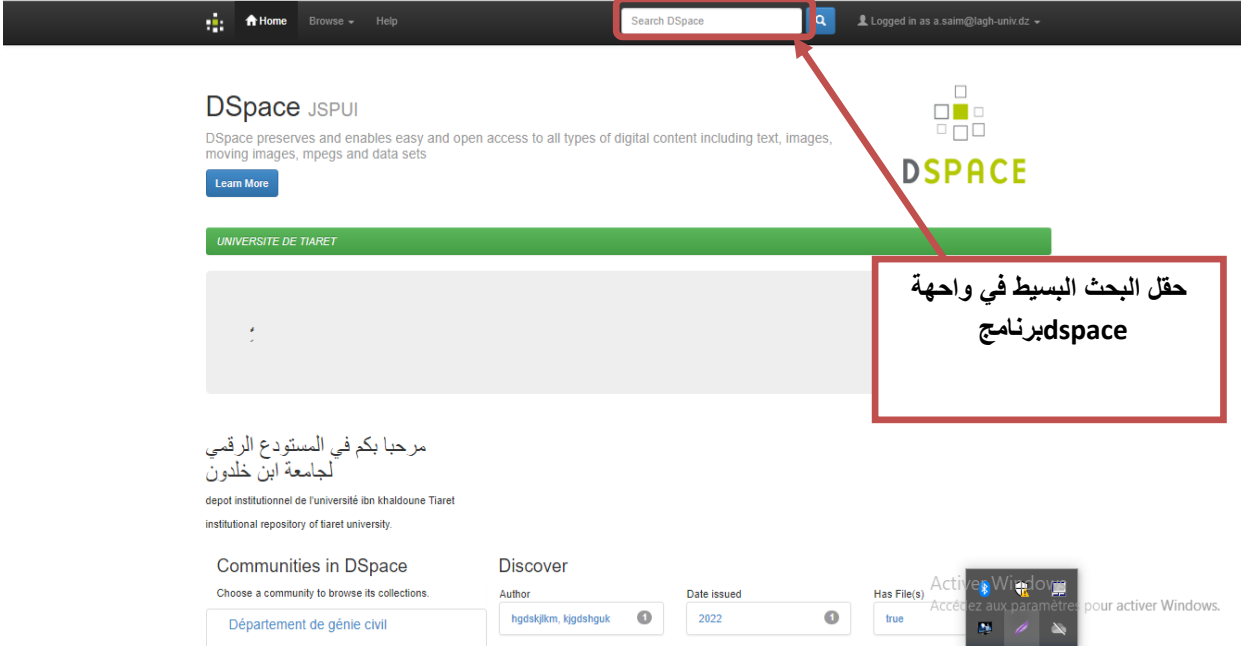 Home Browse Help Search DSpace Logged in as a.saim@lagh-univ.dz
DSpace JSPUI
DSpace preserves and enables easy and open access to all types of digital content including text, images,
moving images, mpegs and data sets
Learn More
DSPACE
UNIVERSITE DE TIARET
حقل البحث البسيط في واحهة
برنامجdspace
مرحبا بكم في المستودع الرقمي
لجامعة ابن خلدون
depot institutionnel de l'université ibn khaldoune Tiaret
institutional repository of tiaret university.
Communities in DSpace
Choose a community to browse its collections.
Département de génie civil
Discover
Author
hgdskjlkm, kjgdshguk 1
Date issued
2022 1
Has File(s)
true
Activer Windows
Accédez aux paramètres pour activer Windows.